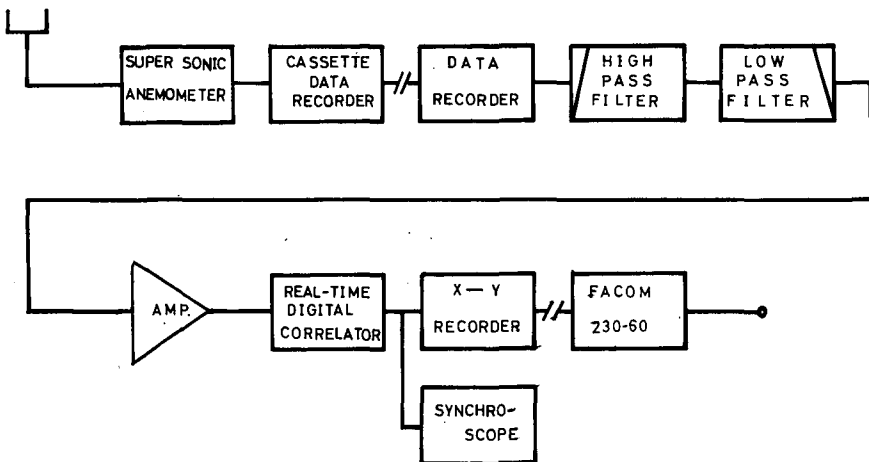 SUPER SONIC
ANEMOMETER
CASSETTE
DATA
RECORDER
DATA
RECORDER
HIGH
PASS
FILTER
LOW
PASS
FILTER
AMP.
REAL-TIME
DIGITAL
CORRELATOR
X — Y
RECORDER
FACOM
230-60
SYNCHRO-
SCOPE